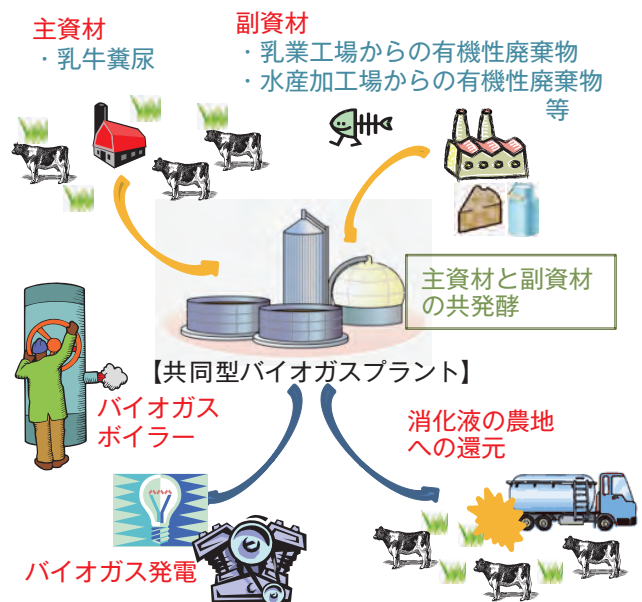 主資材
・乳牛糞尿
副資材
・乳業工場からの有機性廃棄物
・水産加工場からの有機性廃棄物
等
主資材と副資材
の共発酵
【共同型バイオガスプラント】
バイオガス
ボイラー
消化液の農地
への還元
バイオガス発電